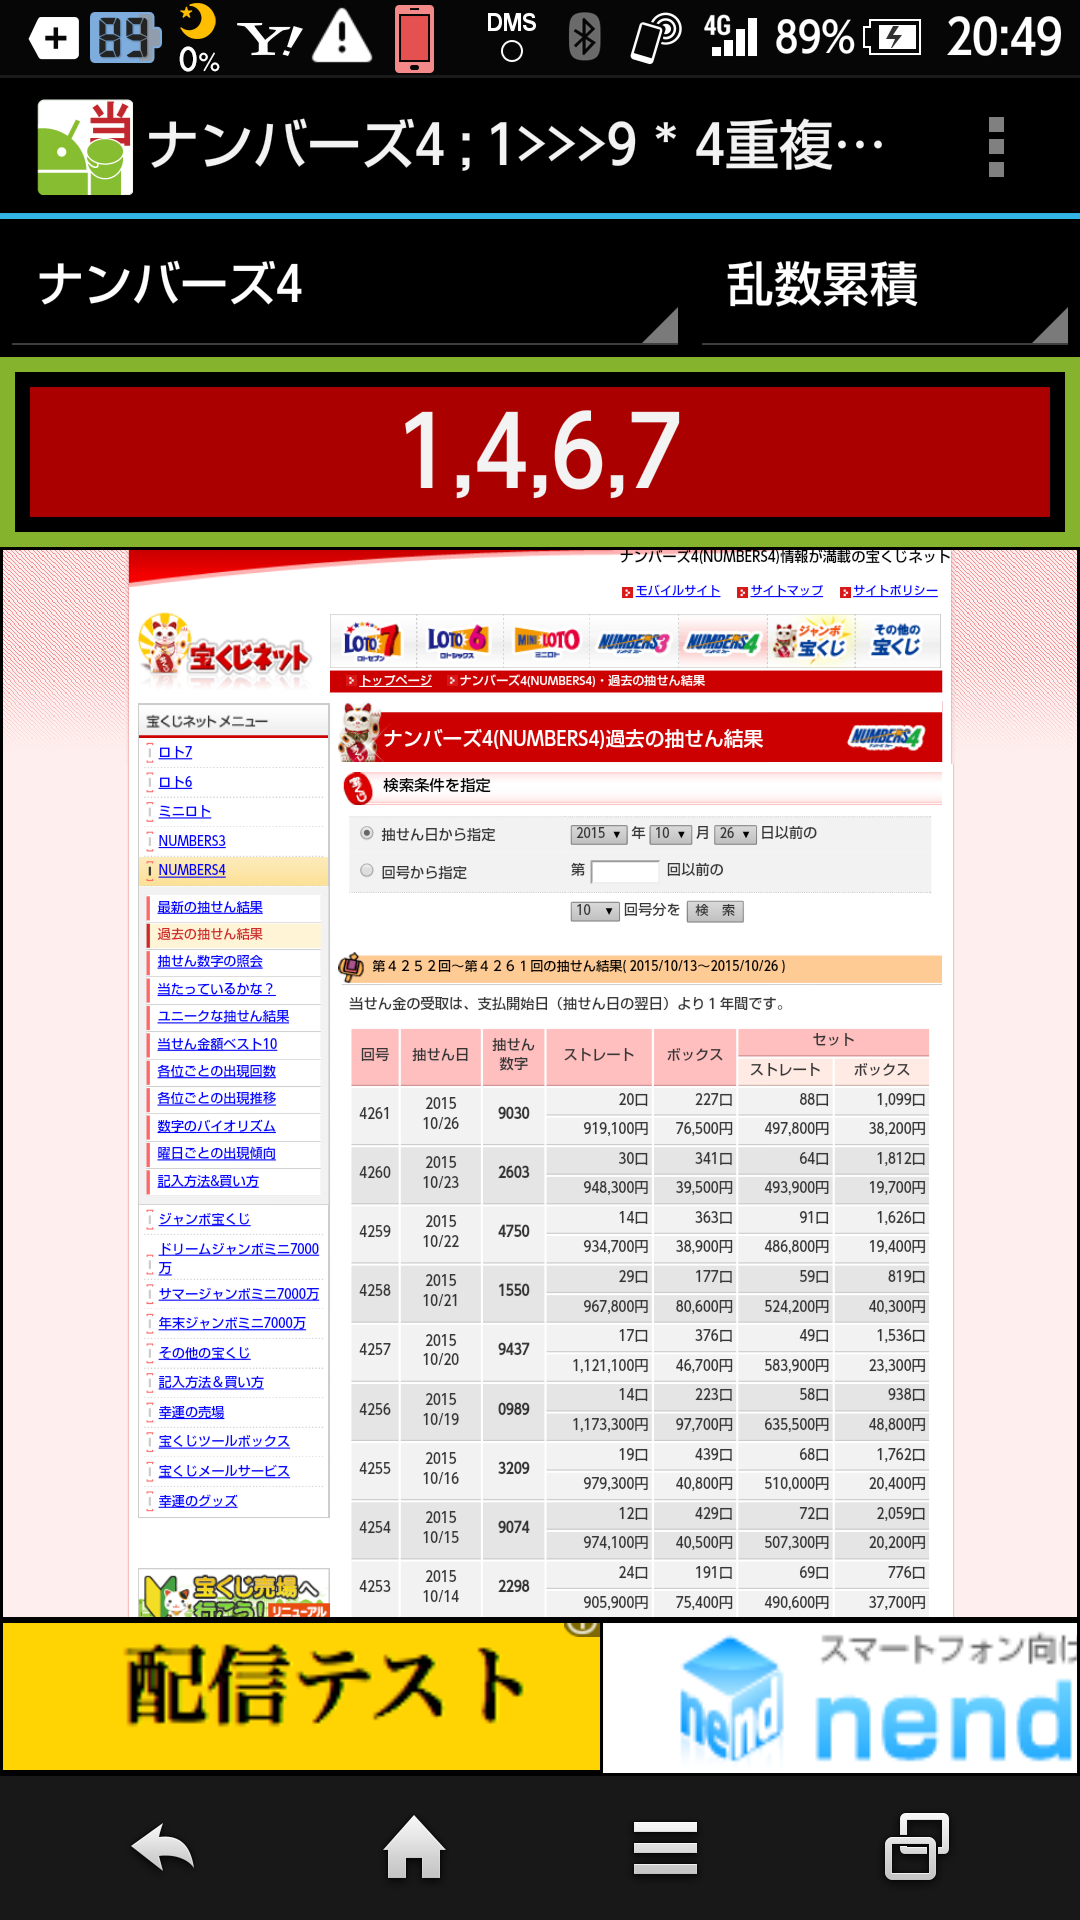 89
0%
Y!
DMS
4G
89%
20:49
当
ナンバーズ4 ; 1>>>9 * 4重複…
ナンバーズ4
乱数累積
1,4,6,7
ナンバーズ4(NUMBERS4)情報が満載の宝くじネット
モバイルサイト サイトマップ サイトポリシー
宝くじネット
LOTO7 ロトセブン
LOTO6 ロトシックス
MINI LOTO ミニロト
NUMBERS3
NUMBERS4
ジャンボ宝くじ
その他の宝くじ
トップページ ナンバーズ4(NUMBERS4)・過去の抽せん結果
宝くじネット メニュー
ロト7
ロト6
ミニロト
NUMBERS3
NUMBERS4
最新の抽せん結果
過去の抽せん結果
抽せん数字の照会
当たっているかな？
ユニークな抽せん結果
当せん金額ベスト10
各位ごとの出現回数
各位ごとの出現推移
数字のバイオリズム
曜日ごとの出現傾向
記入方法&買い方
ジャンボ宝くじ
ドリームジャンボミニ7000
万
サマージャンボミニ7000万
年末ジャンボミニ7000万
その他の宝くじ
記入方法＆買い方
幸運の売場
宝くじツールボックス
宝くじメールサービス
幸運のグッズ
宝くじ売場へ
行こう！ リニューアル
ナンバーズ4(NUMBERS4)過去の抽せん結果
NUMBERS4
検索条件を指定
抽せん日から指定 2015 年 10 月 26 日以前の
回号から指定 第 回以前の
10 回号分を 検 索
第４２５２回～第４２６１回の抽せん結果( 2015/10/13～2015/10/26 )
当せん金の受取は、支払開始日（抽せん日の翌日）より１年間です。
回号 抽せん日 抽せん数字 ストレート ボックス セット
ストレート ボックス
4261 2015 10/26 9030 20口 227口 88口 1,099口
919,100円 76,500円 497,800円 38,200円
4260 2015 10/23 2603 30口 341口 64口 1,812口
948,300円 39,500円 493,900円 19,700円
4259 2015 10/22 4750 14口 363口 91口 1,626口
934,700円 38,900円 486,800円 19,400円
4258 2015 10/21 1550 29口 177口 59口 819口
967,800円 80,600円 524,200円 40,300円
4257 2015 10/20 9437 17口 376口 49口 1,536口
1,121,100円 46,700円 583,900円 23,300円
4256 2015 10/19 0989 14口 223口 58口 938口
1,173,300円 97,700円 635,500円 48,800円
4255 2015 10/16 3209 19口 439口 68口 1,762口
979,300円 40,800円 510,000円 20,400円
4254 2015 10/15 9074 12口 429口 72口 2,059口
974,100円 40,500円 507,300円 20,200円
4253 2015 10/14 2298 24口 191口 69口 776口
905,900円 75,400円 490,600円 37,700円
配信テスト
nend
スマートフォン向け
nend